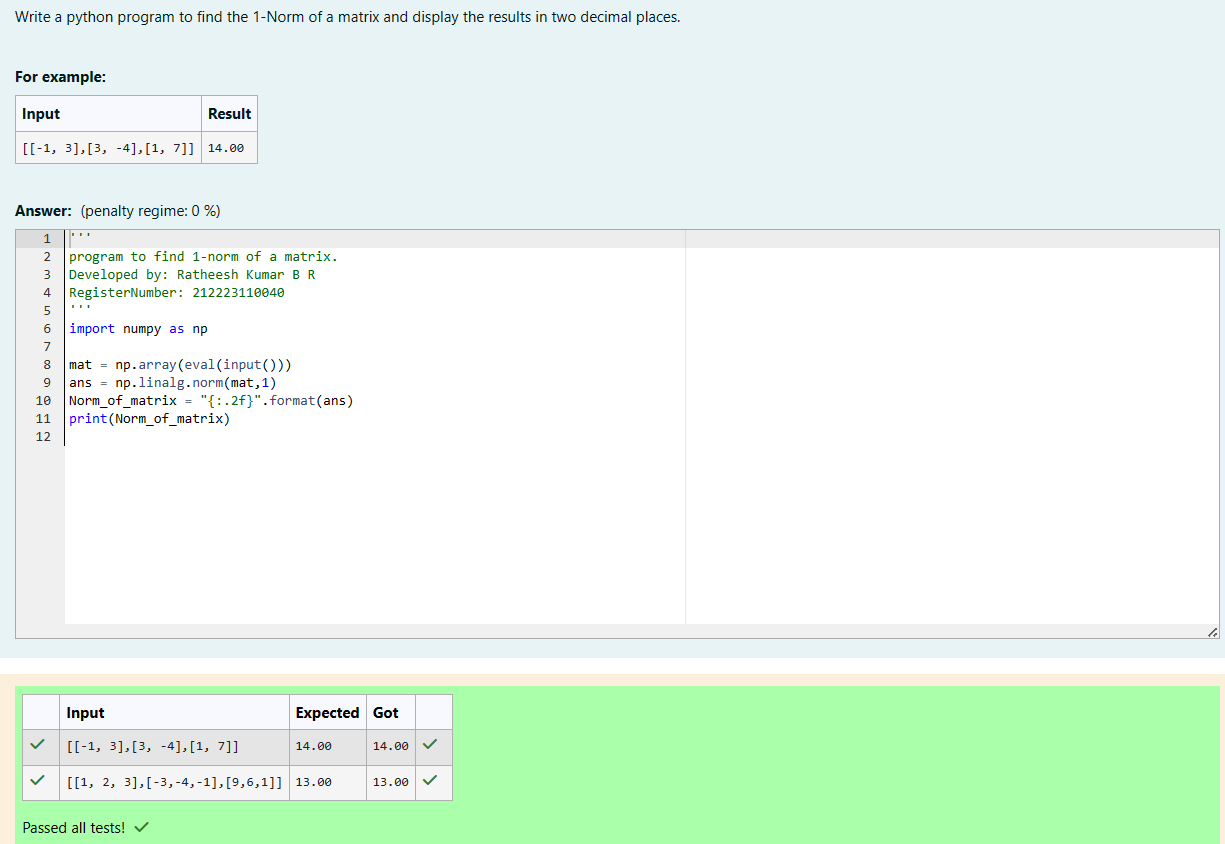 Write a python program to find the 1-Norm of a matrix and display the results in two decimal places.
For example:
Input Result
[[-1, 3],[3, -4],[1, 7]] 14.00
Answer: (penalty regime: 0 %)
1 '''
2 program to find 1-norm of a matrix.
3 Developed by: Ratheesh Kumar B R
4 RegisterNumber: 212223110040
5 '''
6 import numpy as np
7
8 mat = np.array(eval(input()))
9 ans = np.linalg.norm(mat,1)
10 Norm_of_matrix = "{:.2f}".format(ans)
11 print(Norm_of_matrix)
12
Input Expected Got
[[-1, 3],[3, -4],[1, 7]] 14.00 14.00
[[1, 2, 3],[-3,-4,-1],[9,6,1]] 13.00 13.00
Passed all tests!